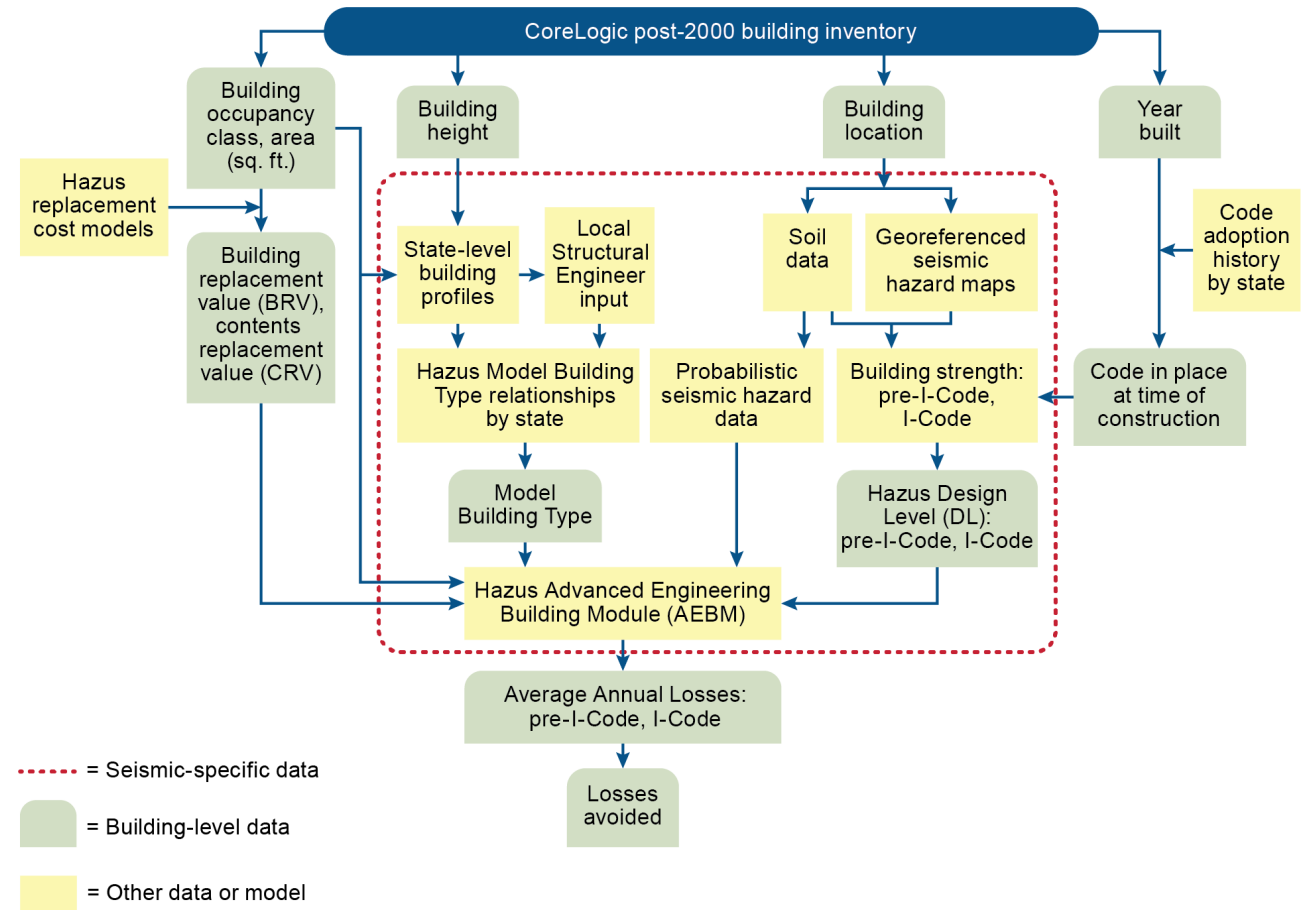 CoreLogic post-2000 building inventory
Building
occupancy
class, area
(sq. ft.)
Building
height
Building
location
Year
built
Hazus
replacement
cost models
Building
replacement
value (BRV),
contents
replacement
value (CRV)
State-level
building
profiles
Local
Structural
Engineer
input
Soil
data
Georeferenced
seismic
hazard maps
Code
adoption
history
by state
Hazus Model Building
Type relationships
by state
Probabilistic
seismic hazard
data
Building strength:
pre-I-Code,
I-Code
Code in place
at time of
construction
Model
Building Type
Hazus Design
Level (DL):
pre-I-Code, I-Code
Hazus Advanced Engineering
Building Module (AEBM)
Average Annual Losses:
pre-I-Code, I-Code
Losses
avoided
= Seismic-specific data
= Building-level data
= Other data or model